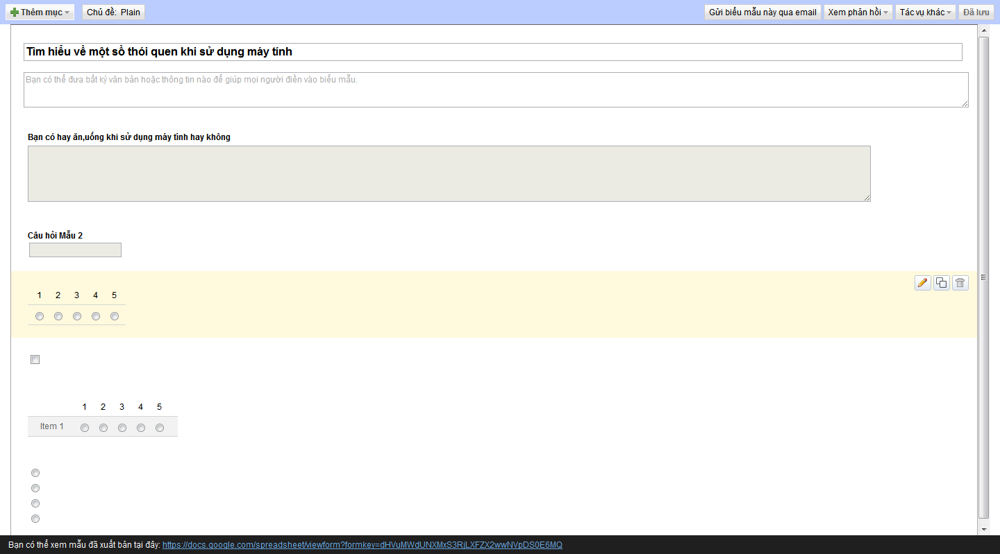 Thêm mục Chủ đề: Plain Gửi biểu mẫu này qua email Xem phản hồi Tác vụ khác Đã lưu
Tìm hiểu về một sồ thói quen khi sử dụng máy tính
Bạn có thể đưa bất kỳ văn bản hoặc thông tin nào để giúp mọi người điền vào biểu mẫu.
Bạn có hay ăn,uống khi sử dụng máy tính hay không
Câu hỏi Mẫu 2
1 2 3 4 5
1 2 3 4 5
Item 1
Bạn có thể xem mẫu đã xuất bản tại đây: https://docs.google.com/spreadsheet/viewform?formkey=dHVuMWdUNXMxS3RjLXFZX2wwNVpDS0E6MQ